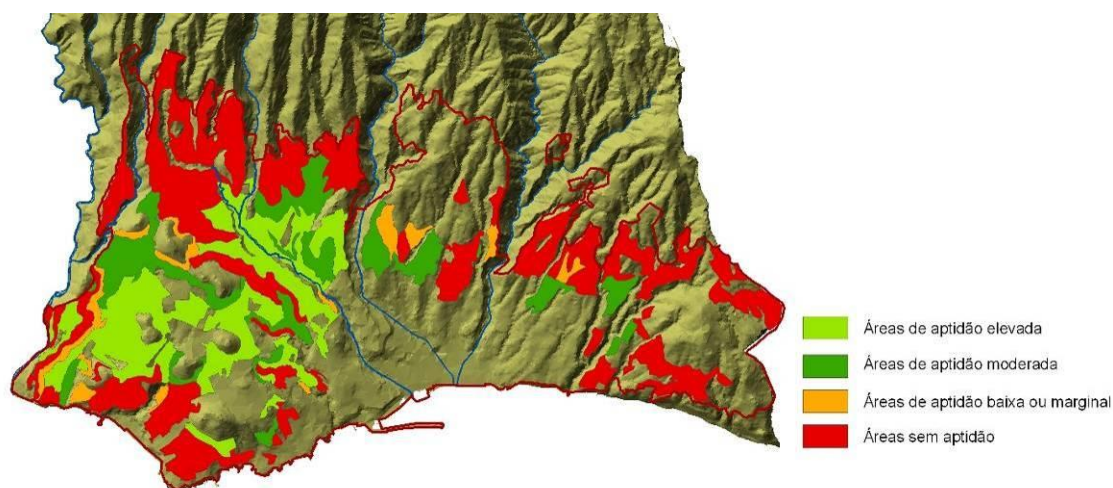 Áreas de aptidão elevada
Áreas de aptidão moderada
Áreas de aptidão baixa ou marginal
Áreas sem aptidão